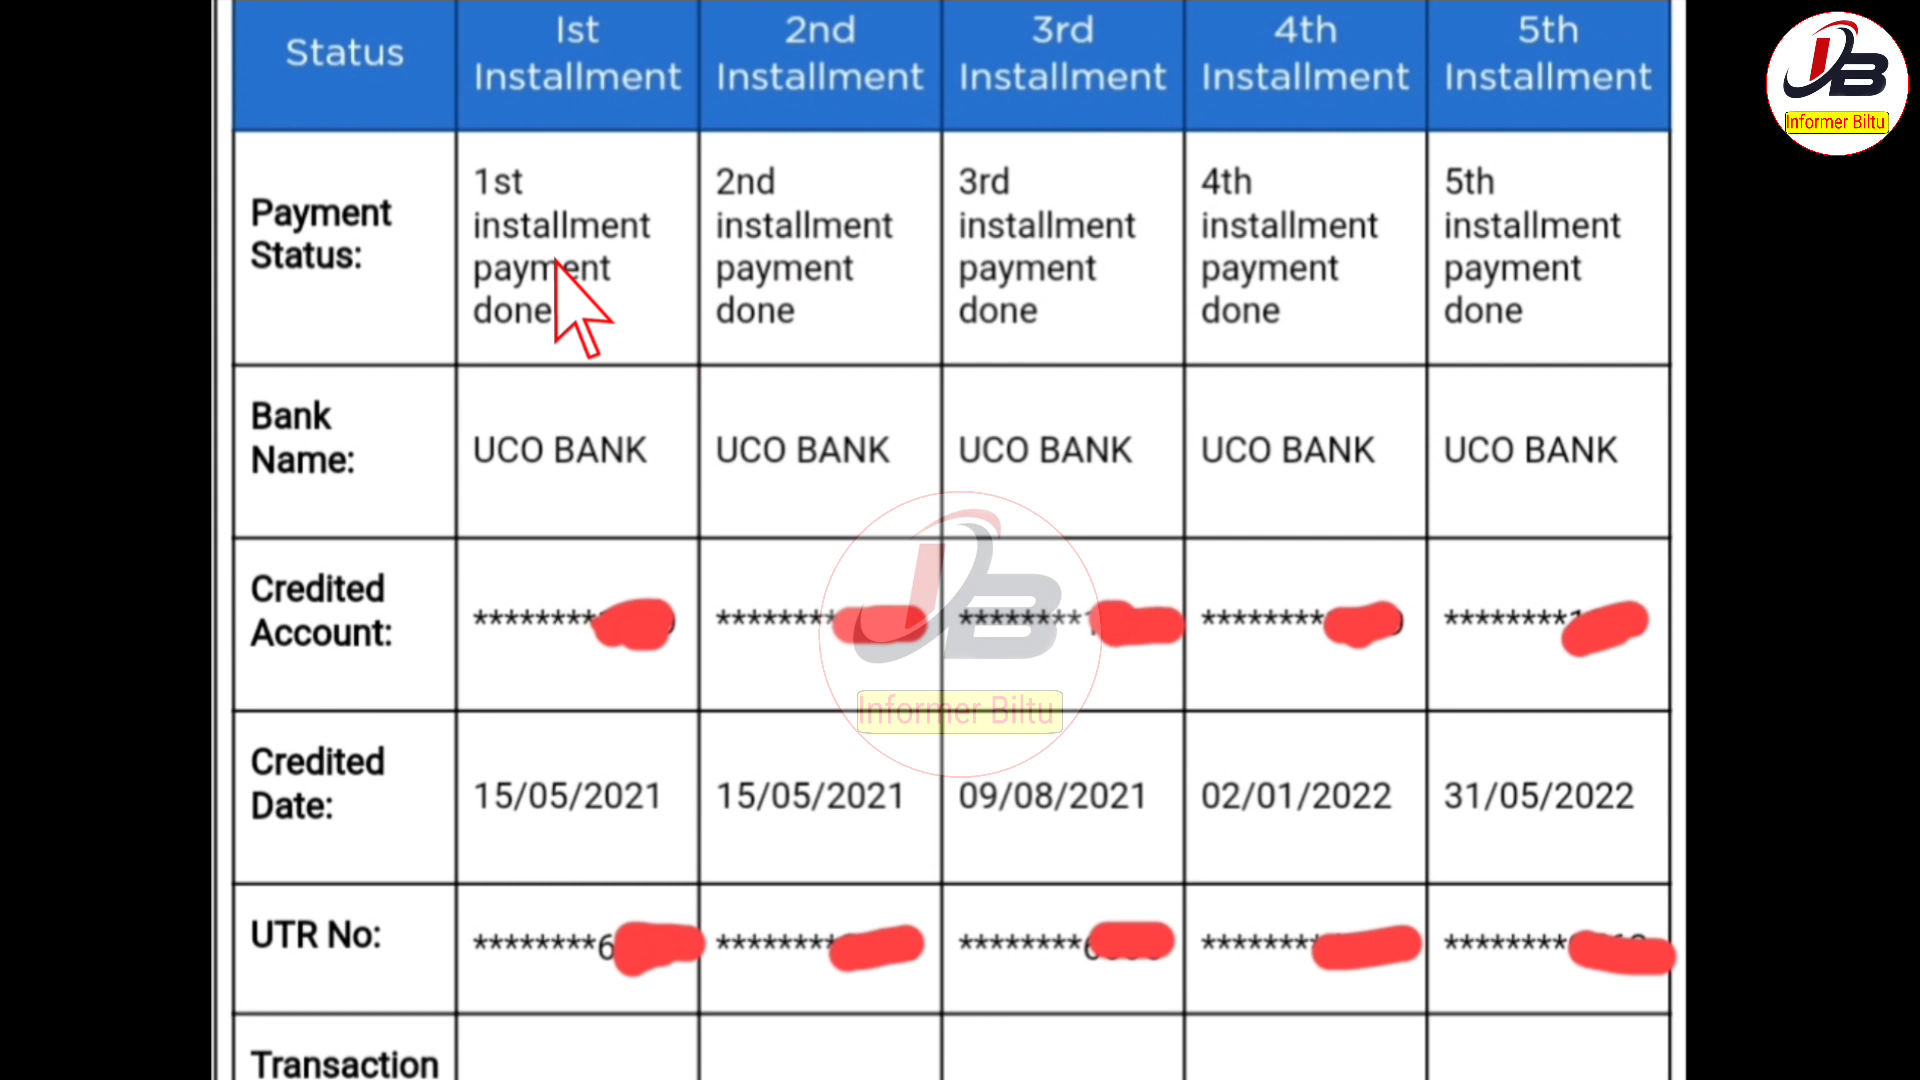 Status
Ist
Installment
2nd
Installment
3rd
Installment
4th
Installment
5th
Installment
Payment
Status:
1st
installment
payment
done
2nd
installment
payment
done
3rd
installment
payment
done
4th
installment
payment
done
5th
installment
payment
done
Bank
Name:
UCO BANK
UCO BANK
UCO BANK
UCO BANK
UCO BANK
Credited
Account:
********
********
********
********
********
Credited
Date:
15/05/2021
15/05/2021
09/08/2021
02/01/2022
31/05/2022
UTR No:
********6
********
********
********
********
Transaction
IB
Informer Biltu
IB
Informer Biltu